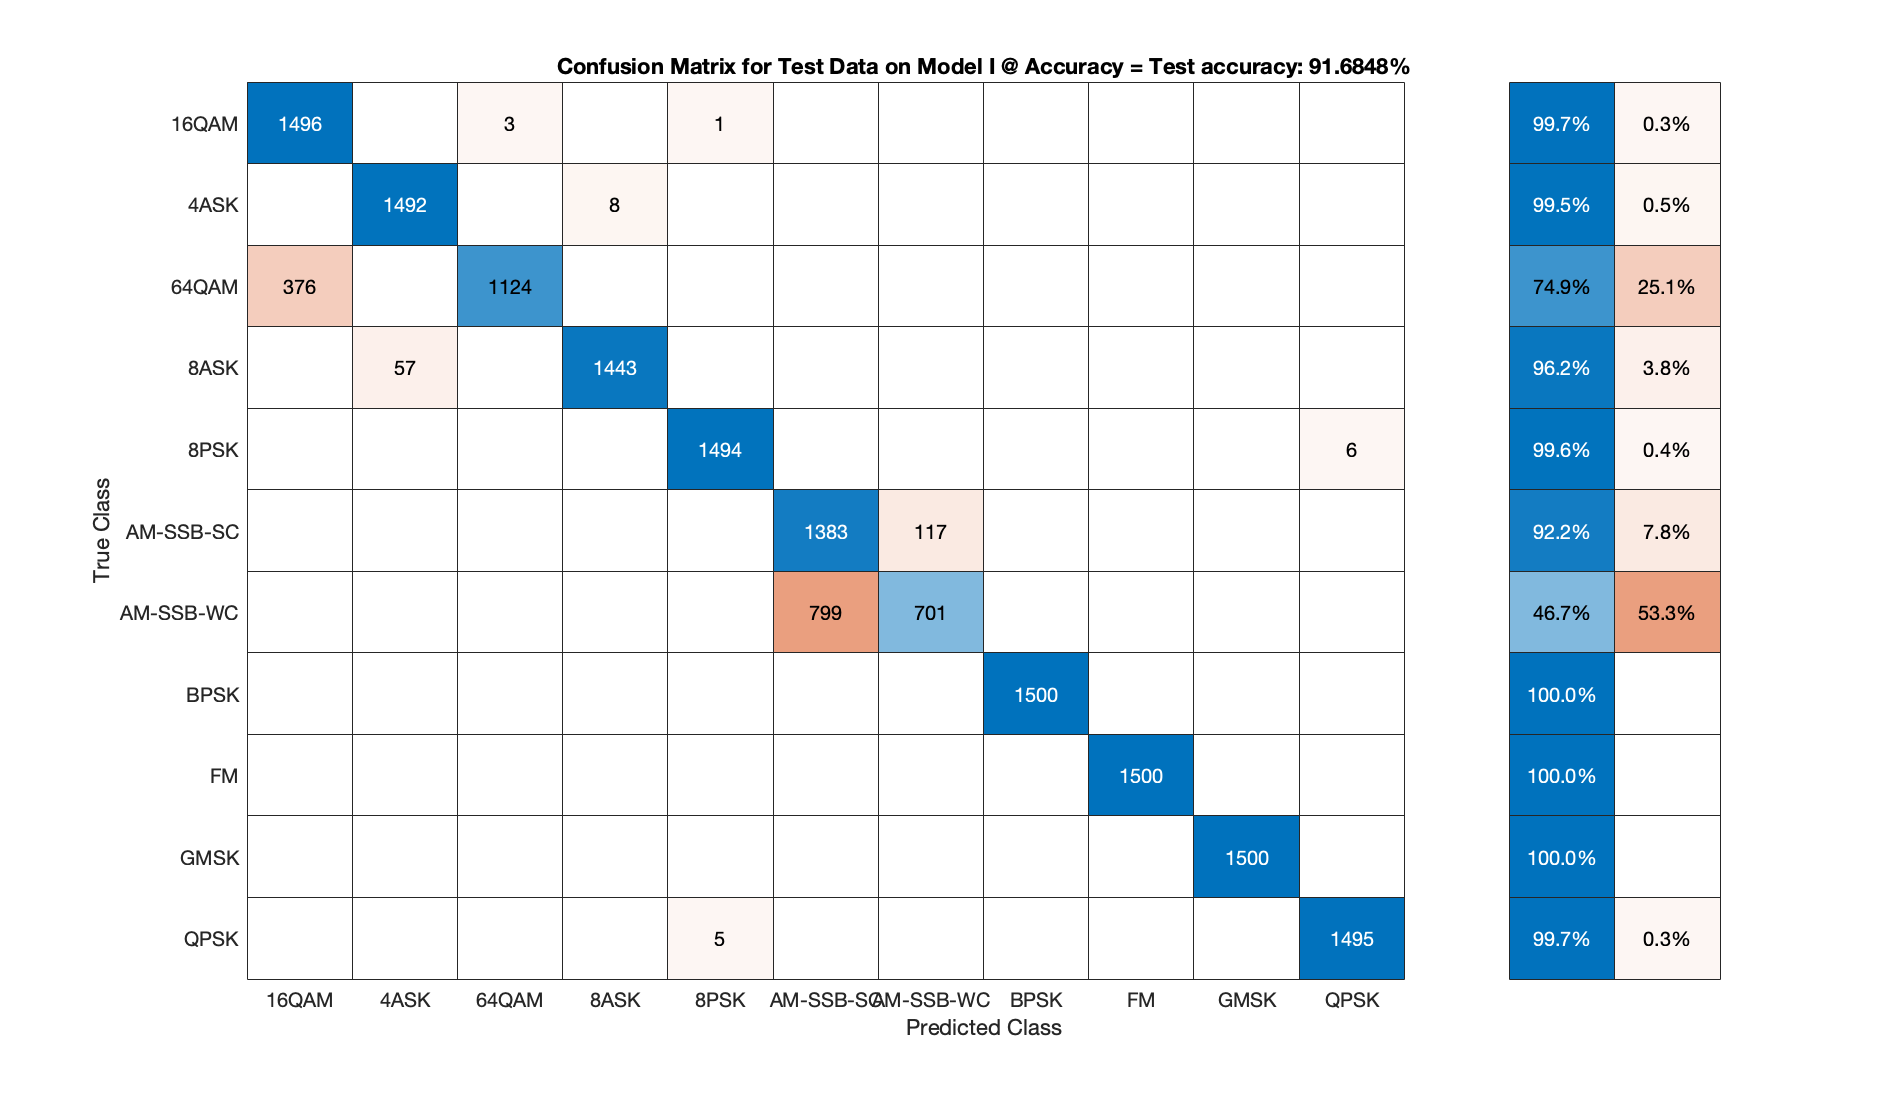 Confusion Matrix for Test Data on Model I @ Accuracy = Test accuracy: 91.6848%
16QAM 1496 3 1 99.7% 0.3%
4ASK 1492 8 99.5% 0.5%
64QAM 376 1124 74.9% 25.1%
8ASK 57 1443 96.2% 3.8%
8PSK 1494 6 99.6% 0.4%
True Class
AM-SSB-SC 1383 117 92.2% 7.8%
AM-SSB-WC 799 701 46.7% 53.3%
BPSK 1500 100.0%
FM 1500 100.0%
GMSK 1500 100.0%
QPSK 5 1495 99.7% 0.3%
16QAM 4ASK 64QAM 8ASK 8PSK AM-SSB-SC AM-SSB-WC BPSK FM GMSK QPSK
Predicted Class